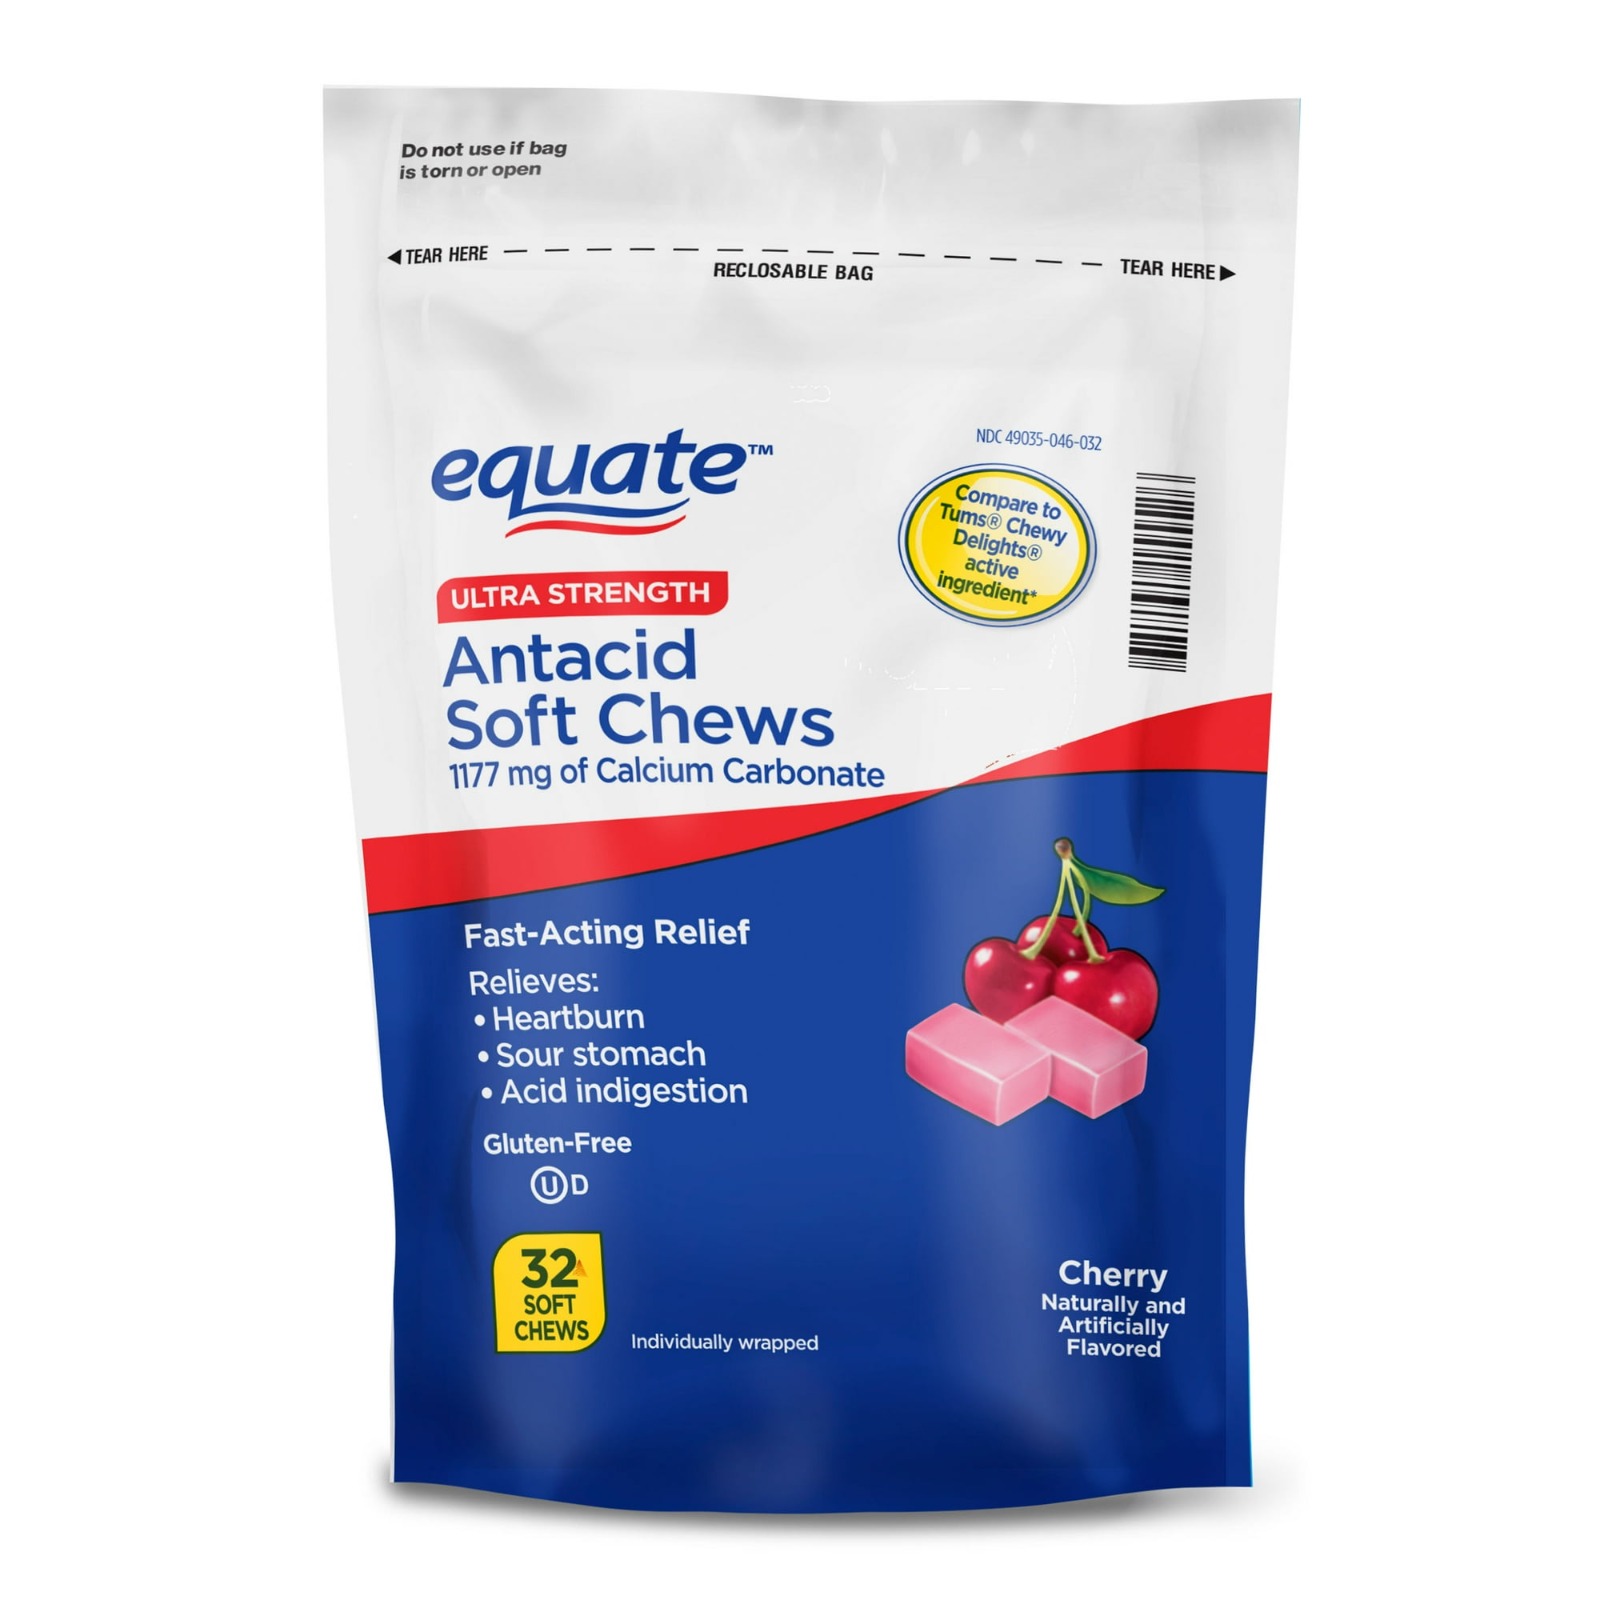 Do not use if bag
is torn or open
◀TEAR HERE
TEAR HERE▶
RECLOSABLE BAG
equate™
NDC 49035-046-032
Compare to
Tums® Chewy
Delights®
active
ingredient*
ULTRA STRENGTH
Antacid
Soft Chews
1177 mg of Calcium Carbonate
Fast-Acting Relief
Relieves:
• Heartburn
• Sour stomach
• Acid indigestion
Gluten-Free
Ⓤ D
32
SOFT
CHEWS
Individually wrapped
Cherry
Naturally and
Artificially
Flavored